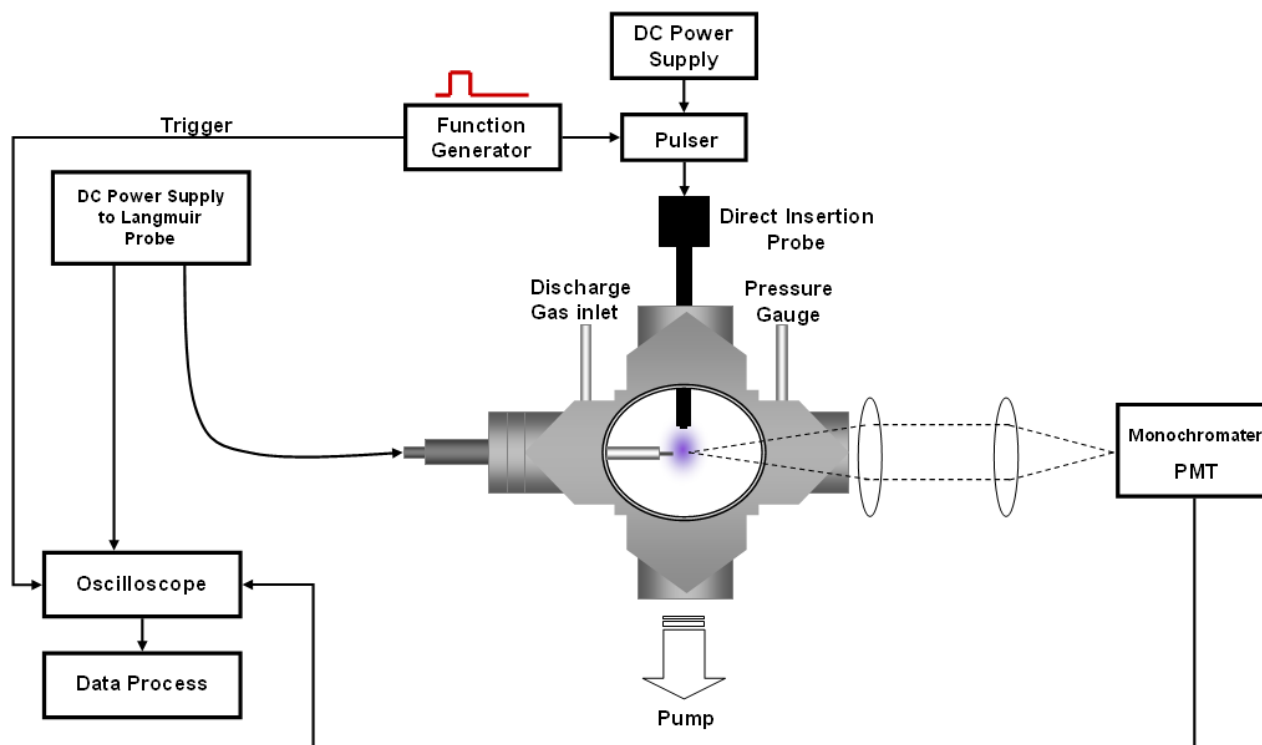 DC Power
Supply
Trigger
Function
Generator
Pulser
DC Power Supply
to Langmuir
Probe
Direct Insertion
Probe
Discharge
Gas inlet
Pressure
Gauge
Monochromater
PMT
Oscilloscope
Data Process
Pump